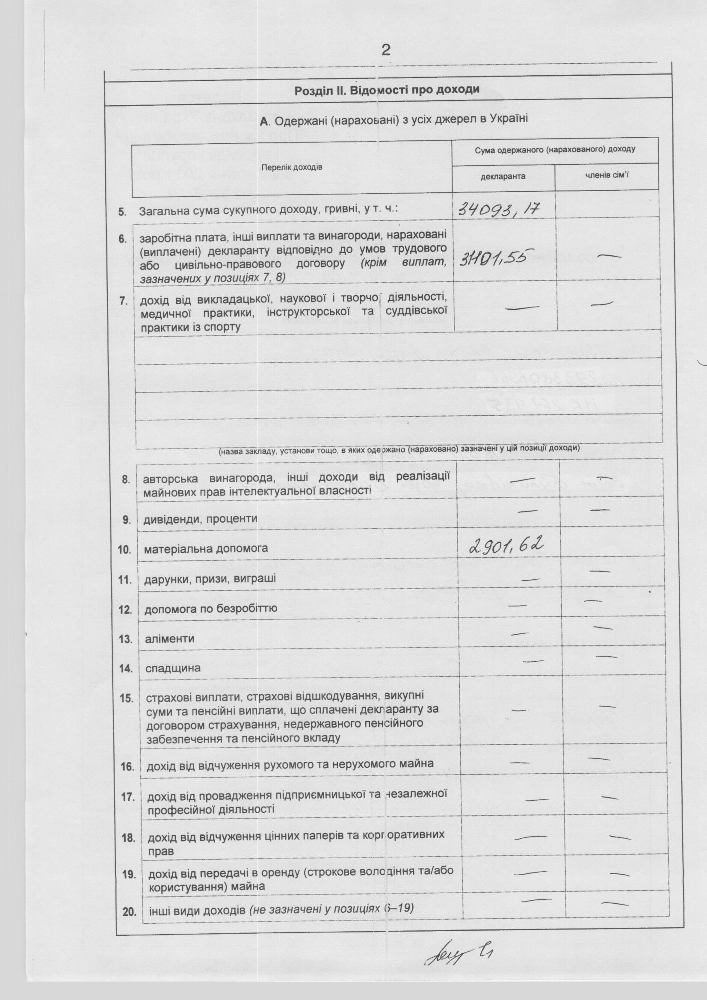 2
Розділ II. Відомості про доходи
А. Одержані (нараховані) з усіх джерел в Україні
Перелік доходів
Сума одержаного (нарахованого) доходу
декларанта
членів сім'ї
5. Загальна сума сукупного доходу, гривні, у т. ч.: 34093,17
6. заробітна плата, інші виплати та винагороди, нараховані
(виплачені) декларанту відповідно до умов трудового
або цивільно-правового договору (крім виплат, —
зазначених у позиціях 7, 8)
7. дохід від викладацької, наукової і творчої діяльності,
медичної практики, інструкторської та суддівської — —
практики із спорту
(назва закладу, установи тощо, в яких одержано (нараховано) зазначені у цій позиції доходи)
8. авторська винагорода, інші доходи від реалізації — —
майнових прав інтелектуальної власності
9. дивіденди, проценти — —
10. матеріальна допомога 2901,62
11. дарунки, призи, виграші — —
12. допомога по безробіттю — —
13. аліменти — —
14. спадщина — —
15. страхові виплати, страхові відшкодування, викупні
суми та пенсійні виплати, що сплачені декларанту за — —
договором страхування, недержавного пенсійного
забезпечення та пенсійного вкладу
16. дохід від відчуження рухомого та нерухомого майна — —
17. дохід від провадження підприємницької та незалежної — —
професійної діяльності
18. дохід від відчуження цінних паперів та корпоративних — —
прав
19. дохід від передачі в оренду (строкове володіння та/або — —
користування) майна
20. інші види доходів (не зазначені у позиціях 6–19) — —